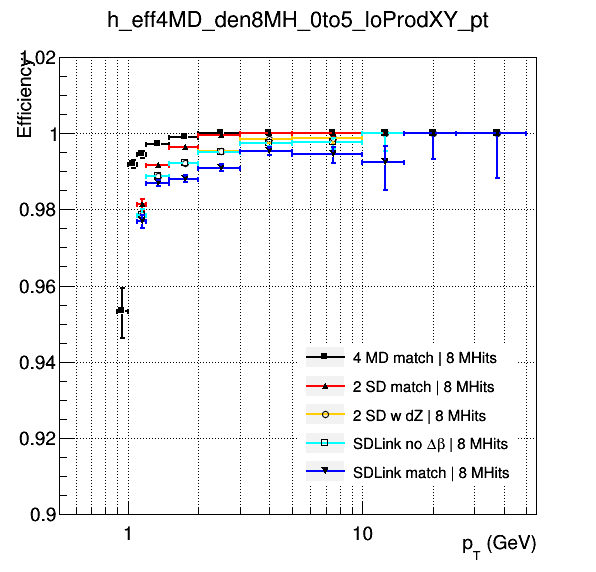 h_eff4MD_den8MH_0to5_loProdXY_pt
Efficiency
1.02
1
0.98
0.96
0.94
0.92
0.9
4 MD match | 8 MHits
2 SD match | 8 MHits
2 SD w dZ | 8 MHits
SDLink no Δβ | 8 MHits
SDLink match | 8 MHits
1
10
p_T (GeV)